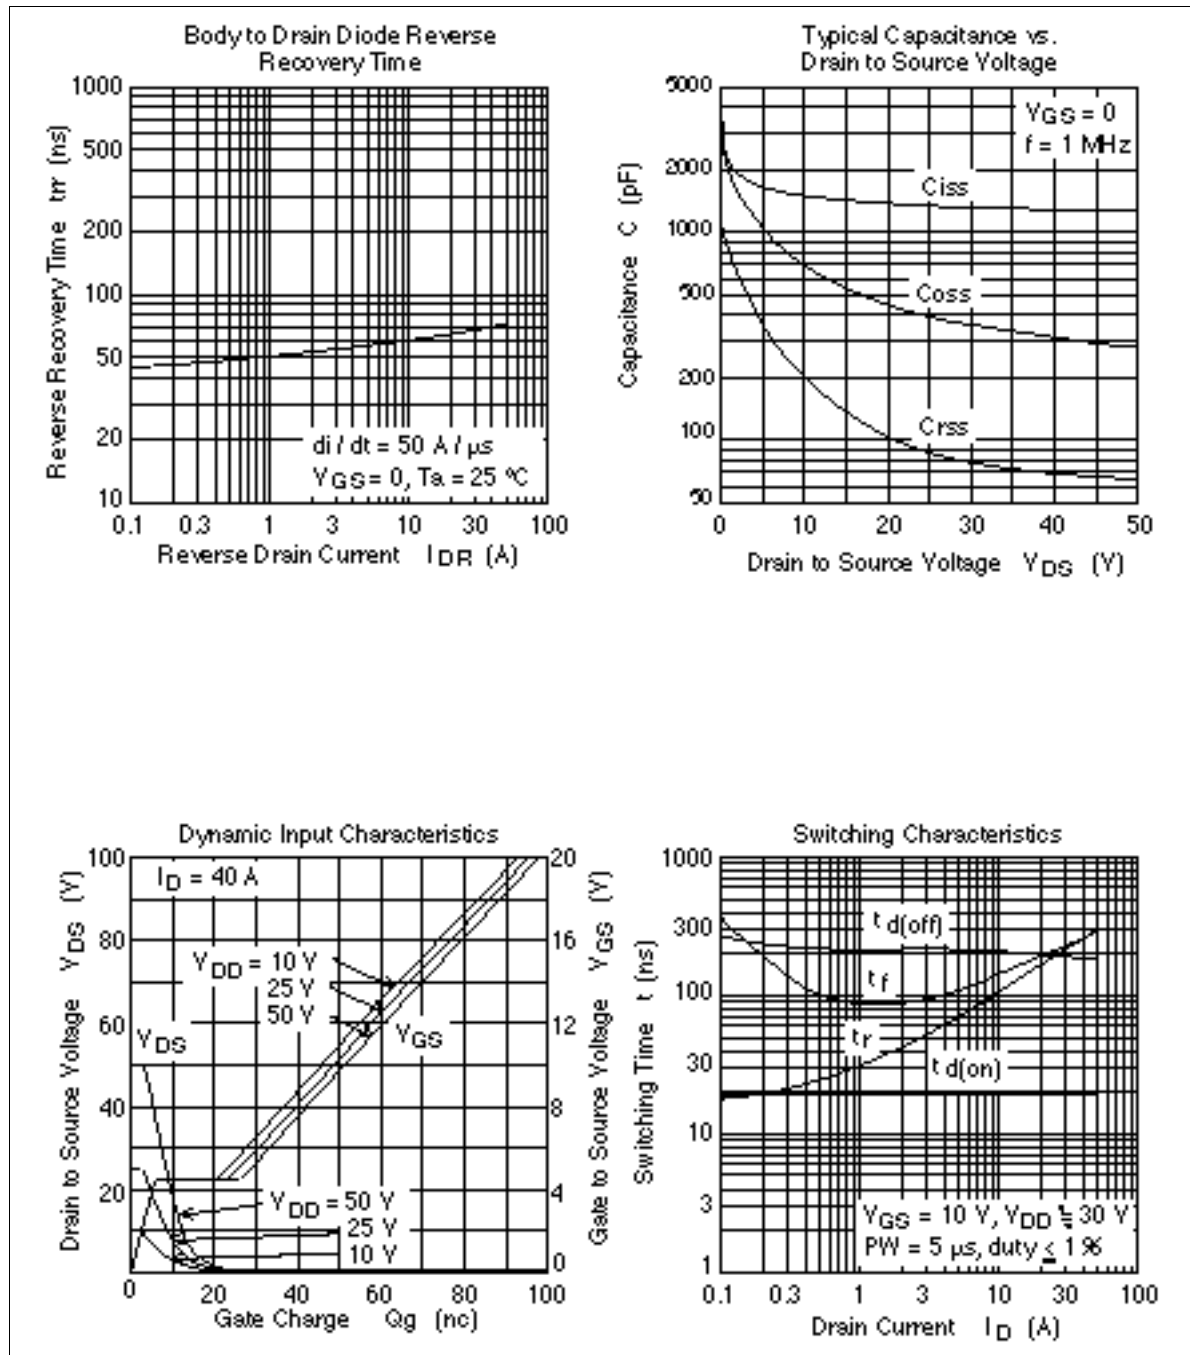 Body to Drain Diode Reverse
Recovery Time
1000
500
200
100
50
20
10
Reverse Recovery Time trr (ns)
di / dt = 50 A / µs
VGS = 0, Ta = 25 °C
0.1 0.3 1 3 10 30 100
Reverse Drain Current IDR (A)
Typical Capacitance vs.
Drain to Source Voltage
5000
2000
1000
500
200
100
50
Capacitance C (pF)
VGS = 0
f = 1 MHz
Ciss
Coss
Crss
0 10 20 30 40 50
Drain to Source Voltage VDS (V)
Dynamic Input Characteristics
100
80
60
40
20
Drain to Source Voltage VDS (V)
ID = 40 A
VDD = 10 V
25 V
50 V
VDS
VGS
VDD = 50 V
25 V
10 V
20
16
12
8
4
0
Gate to Source Voltage VGS (V)
0 20 40 60 80 100
Gate Charge Qg (nc)
Switching Characteristics
1000
300
100
30
10
3
1
Switching Time t (ns)
t d(off)
t f
t r
t d(on)
VGS = 10 V, VDD ≒ 30 V
PW = 5 µs, duty ≤ 1 %
0.1 0.3 1 3 10 30 100
Drain Current ID (A)